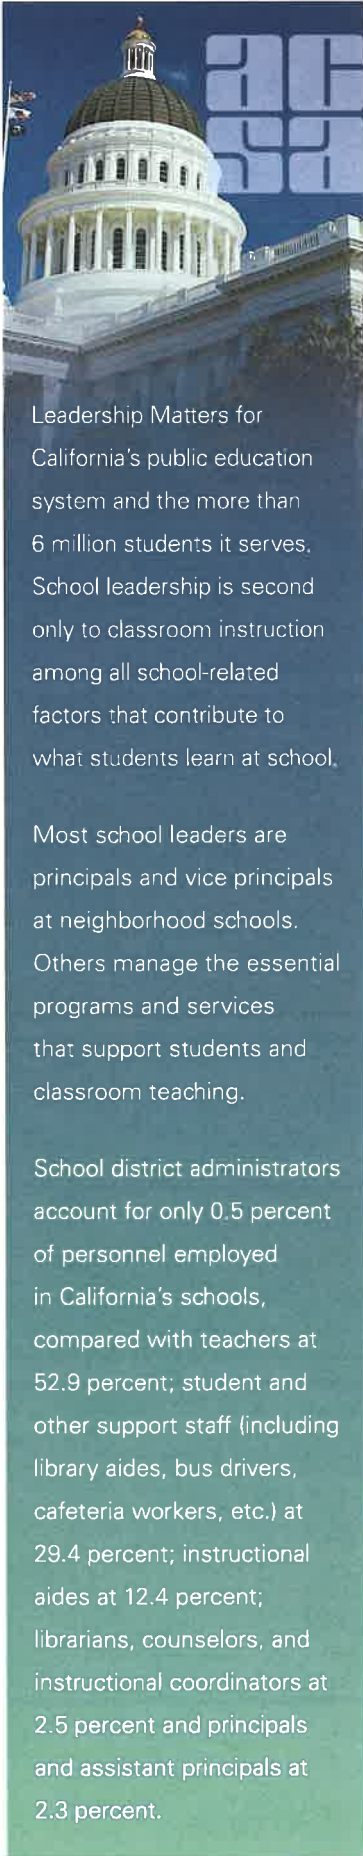 acsa
Leadership Matters for
California's public education
system and the more than
6 million students it serves.
School leadership is second
only to classroom instruction
among all school-related
factors that contribute to
what students learn at school.
Most school leaders are
principals and vice principals
at neighborhood schools.
Others manage the essential
programs and services
that support students and
classroom teaching.
School district administrators
account for only 0.5 percent
of personnel employed
in California's schools,
compared with teachers at
52.9 percent; student and
other support staff (including
library aides, bus drivers,
cafeteria workers, etc.) at
29.4 percent; instructional
aides at 12.4 percent;
librarians, counselors, and
instructional coordinators at
2.5 percent and principals
and assistant principals at
2.3 percent.